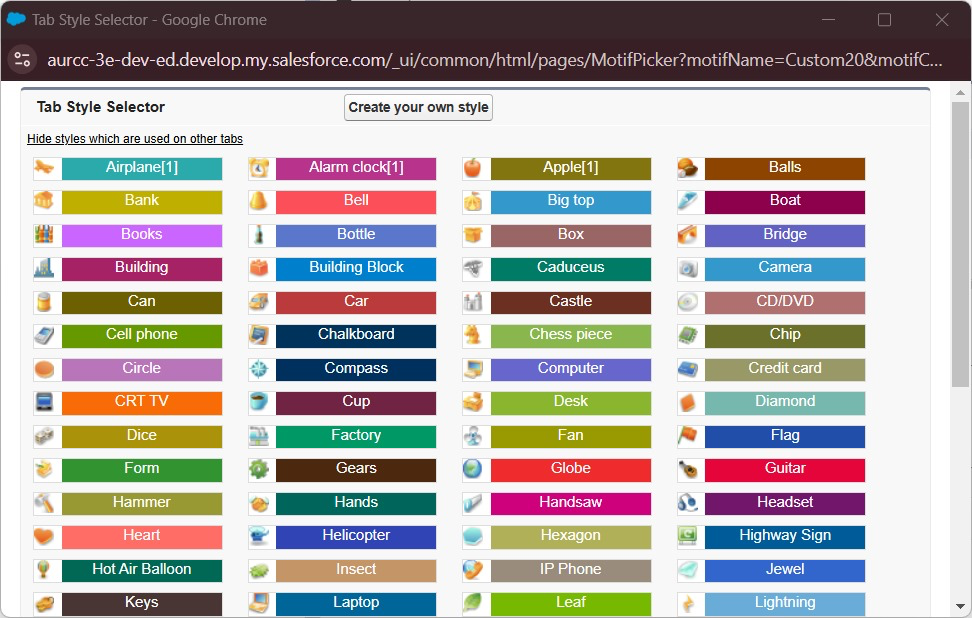 Tab Style Selector - Google Chrome
aurcc-3e-dev-ed.develop.my.salesforce.com/_ui/common/html/pages/MotifPicker?motifName=Custom20&motifC...
Tab Style Selector Create your own style
Hide styles which are used on other tabs
Airplane[1] Alarm clock[1] Apple[1] Balls
Bank Bell Big top Boat
Books Bottle Box Bridge
Building Building Block Caduceus Camera
Can Car Castle CD/DVD
Cell phone Chalkboard Chess piece Chip
Circle Compass Computer Credit card
CRT TV Cup Desk Diamond
Dice Factory Fan Flag
Form Gears Globe Guitar
Hammer Hands Handsaw Headset
Heart Helicopter Hexagon Highway Sign
Hot Air Balloon Insect IP Phone Jewel
Keys Laptop Leaf Lightning